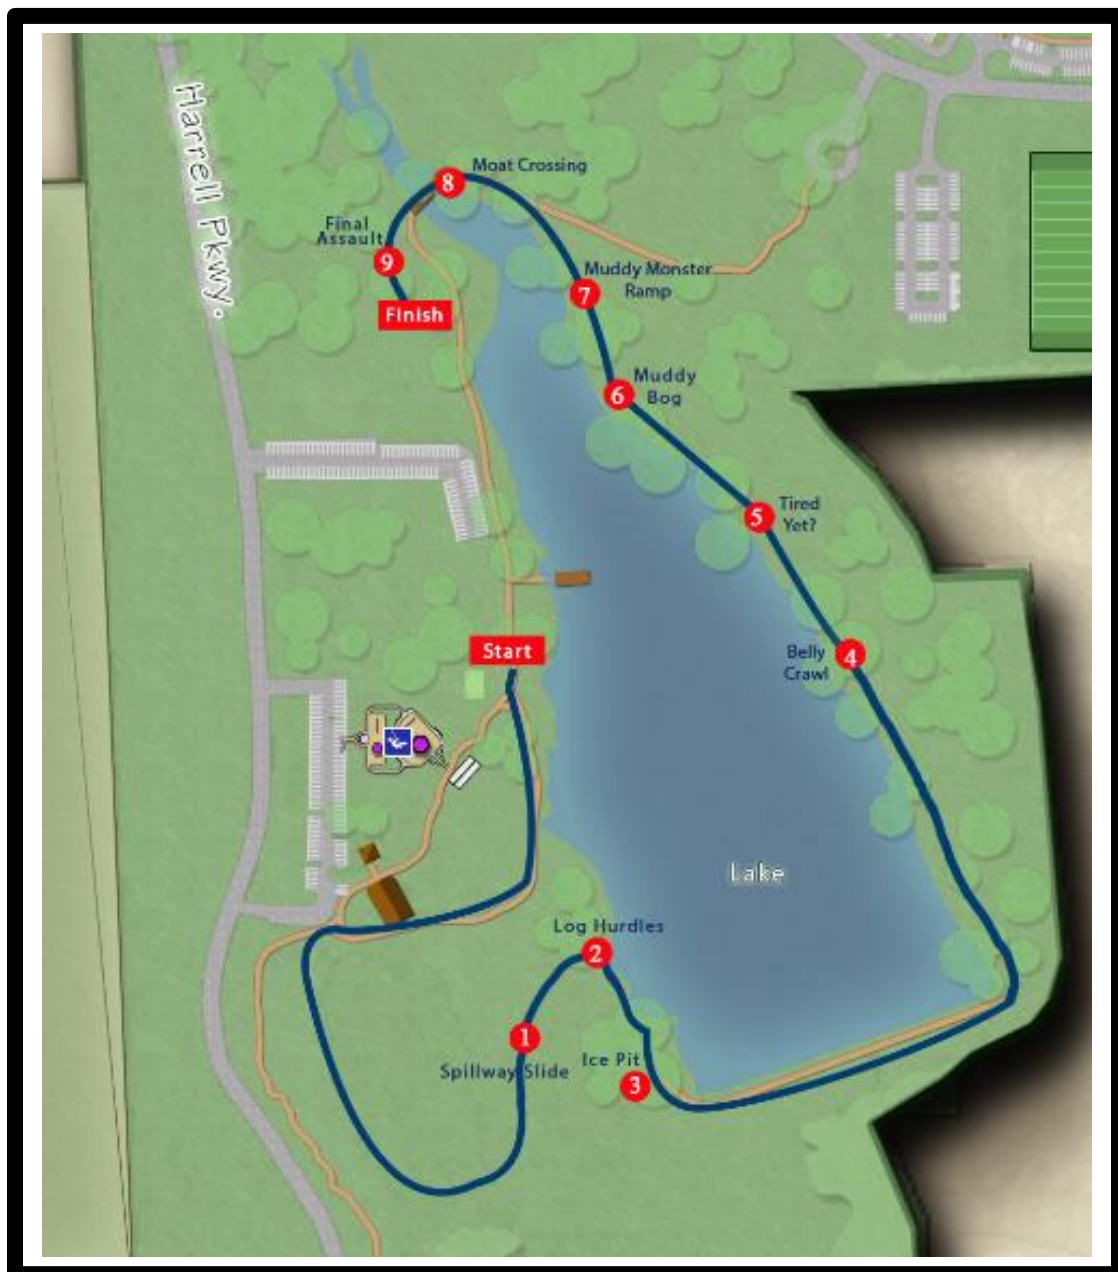 Harrell Pkwy.
8
Moat Crossing
Final
Assault
9
Finish
Muddy Monster
Ramp
7
Muddy
Bog
6
Tired
Yet?
5
Start
Belly
Crawl
4
Lake
Log Hurdles
2
1
Spillway Slide
Ice Pit
3